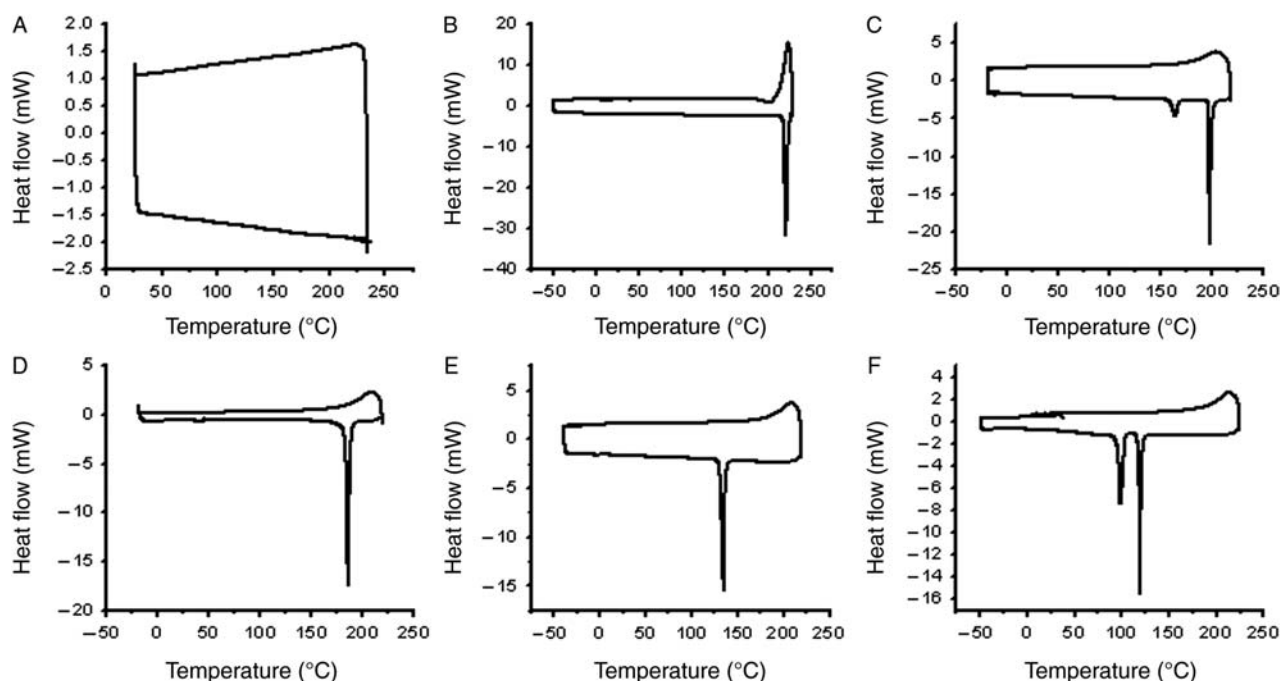 A
Heat flow (mW)
2.0
1.5
1.0
0.5
0.0
−0.5
−1.0
−1.5
−2.0
−2.5
0 50 100 150 200 250
Temperature (°C)
B
Heat flow (mW)
20
10
0
−10
−20
−30
−40
−50 0 50 100 150 200 250
Temperature (°C)
C
Heat flow (mW)
5
0
−5
−10
−15
−20
−25
−50 0 50 100 150 200 250
Temperature (°C)
D
Heat flow (mW)
5
0
−5
−10
−15
−20
−50 0 50 100 150 200 250
Temperature (°C)
E
Heat flow (mW)
5
0
−5
−10
−15
−50 0 50 100 150 200 250
Temperature (°C)
F
Heat flow (mW)
4
2
0
−2
−4
−6
−8
−10
−12
−14
−16
−50 0 50 100 150 200 250
Temperature (°C)